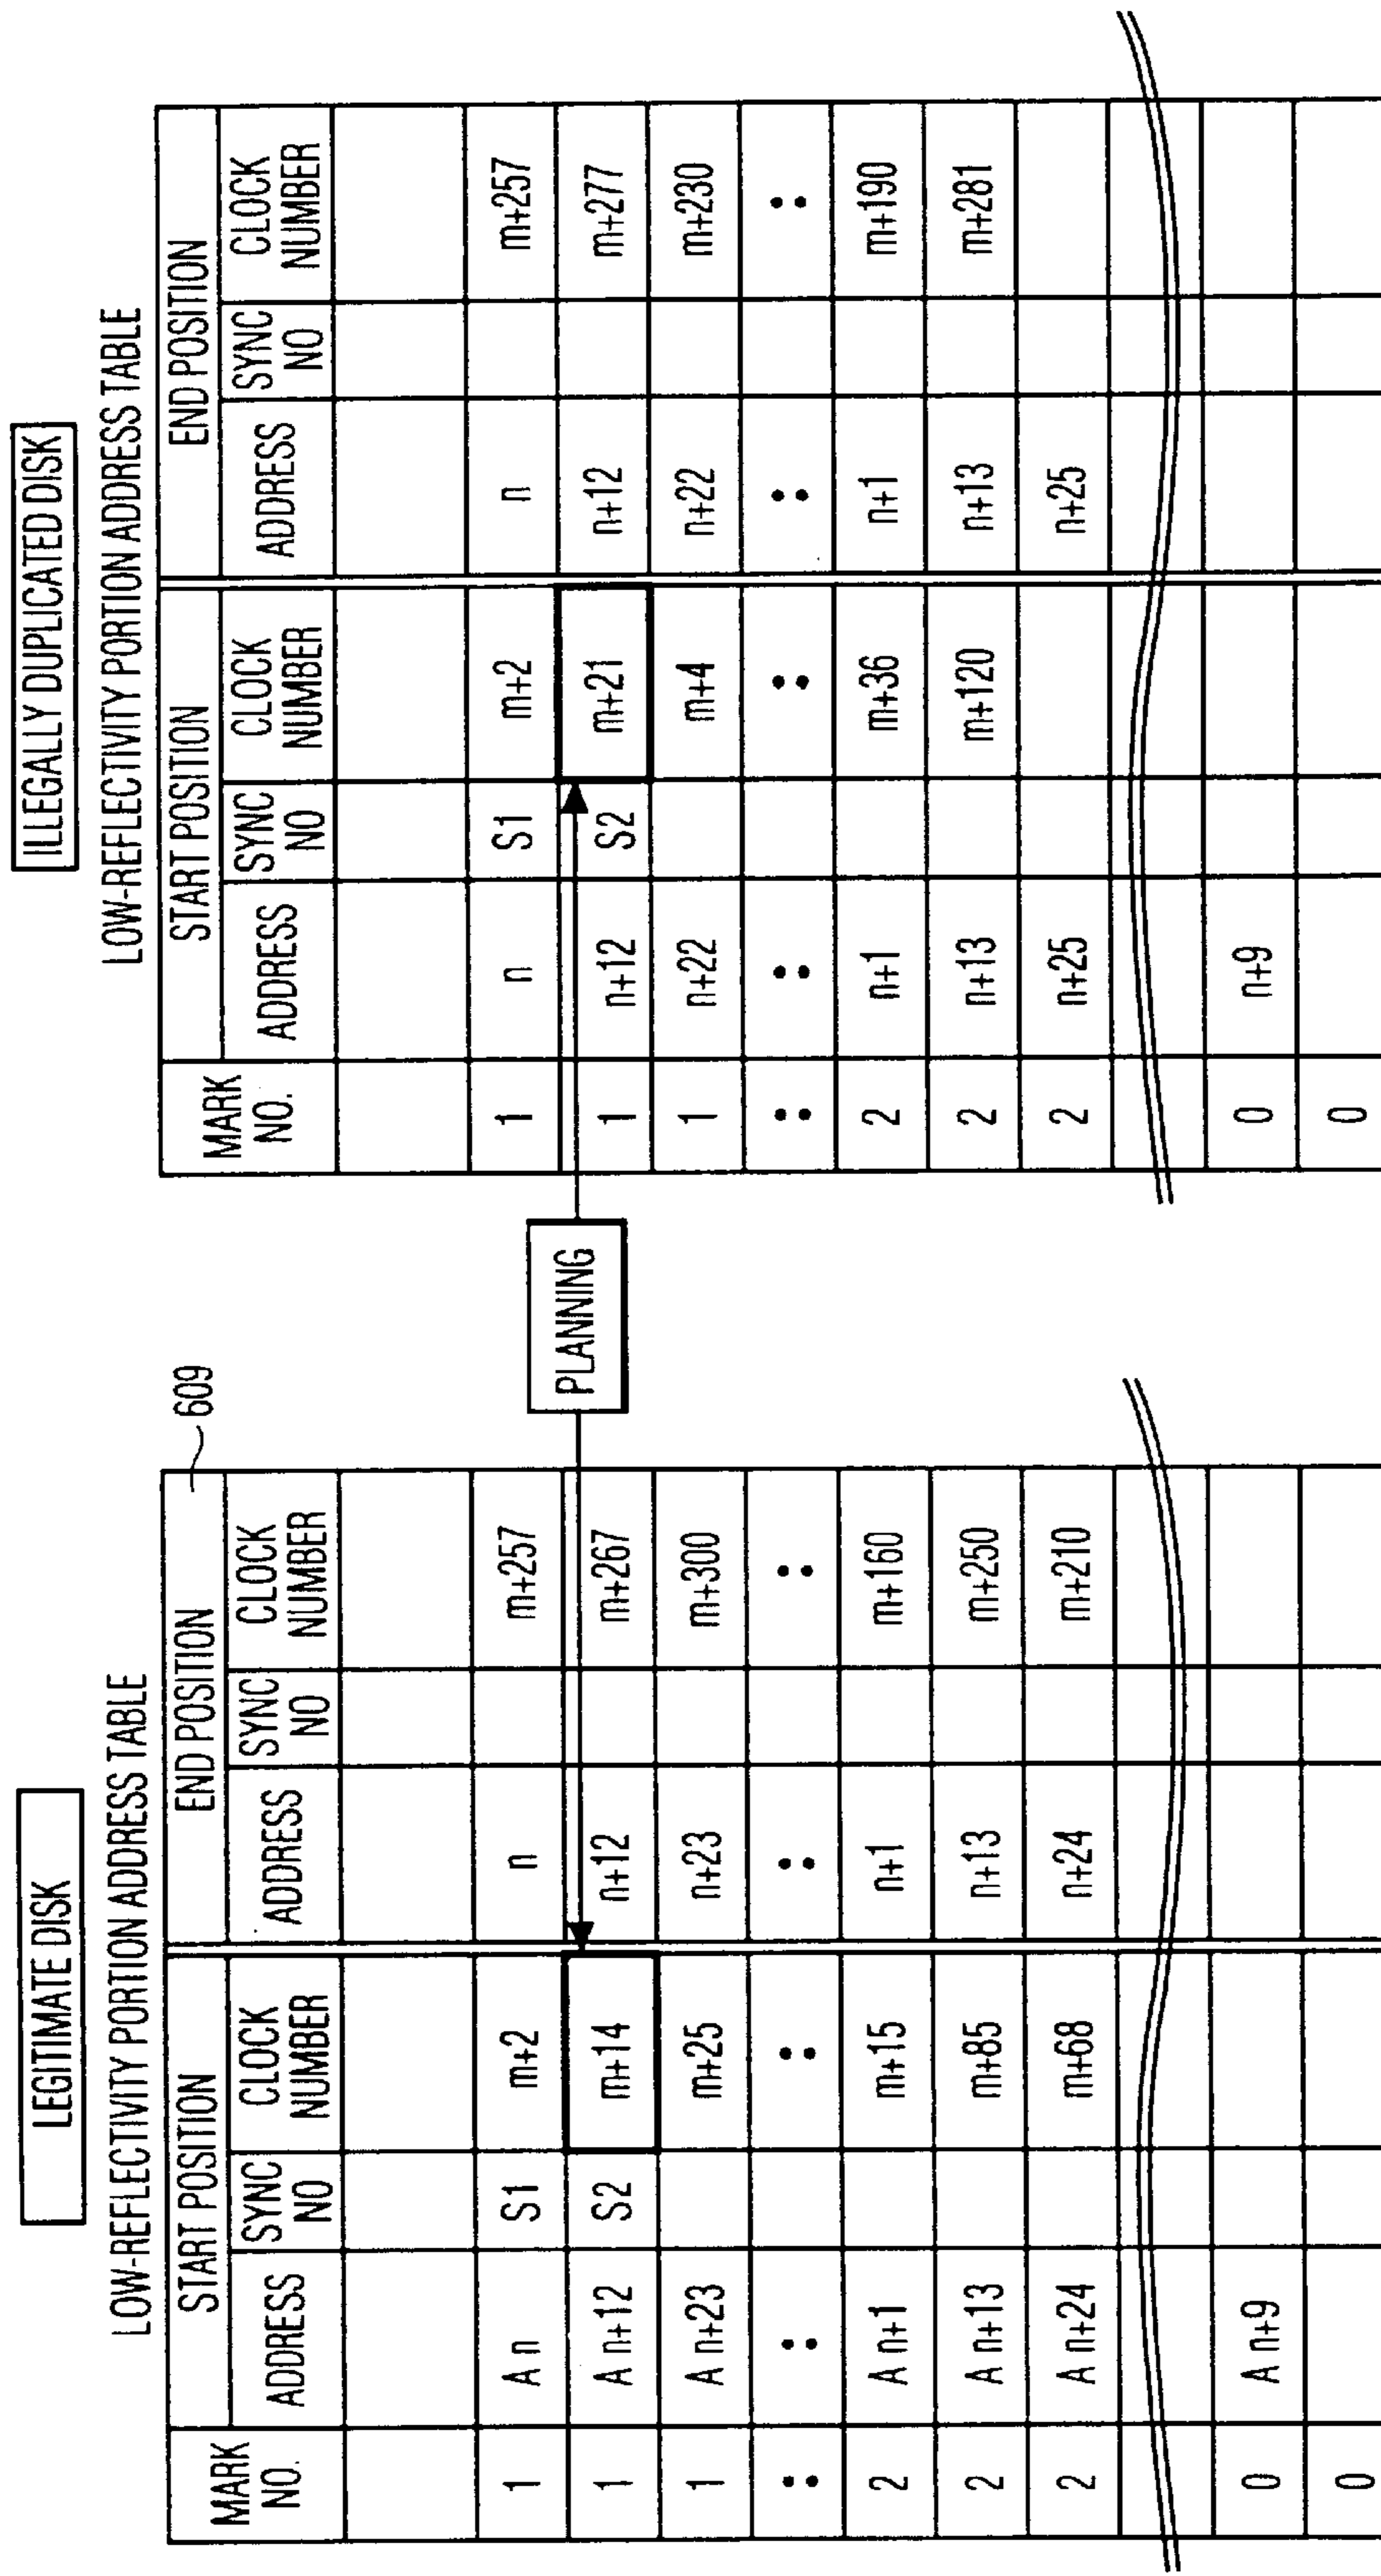 LEGITIMATE DISK
LOW-REFLECTIVITY PORTION ADDRESS TABLE
609
MARK NO. START POSITION END POSITION
ADDRESS SYNC NO CLOCK NUMBER ADDRESS SYNC NO CLOCK NUMBER
1 A n S1 m+2 n m+257
1 A n+12 S2 m+14 n+12 m+267
1 A n+23 m+25 n+23 m+300
: : : : :
2 A n+1 m+15 n+1 m+160
2 A n+13 m+85 n+13 m+250
2 A n+24 m+68 n+24 m+210
0 A n+9
0
PLANNING
ILLEGALLY DUPLICATED DISK
LOW-REFLECTIVITY PORTION ADDRESS TABLE
MARK NO. START POSITION END POSITION
ADDRESS SYNC NO CLOCK NUMBER ADDRESS SYNC NO CLOCK NUMBER
1 n S1 m+2 n m+257
1 n+12 S2 m+21 n+12 m+277
1 n+22 m+4 n+22 m+230
: : : : :
2 n+1 m+36 n+1 m+190
2 n+13 m+120 n+13 m+281
2 n+25 n+25
0 n+9
0